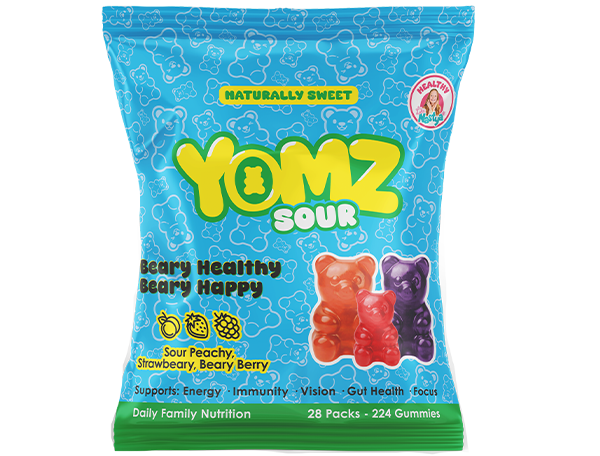 NATURALLY SWEET
HEALTHY
YOMZ
SOUR
Beary Healthy
Beary Happy
Sour Peachy,
Strawbeary, Beary Berry
Supports: Energy · Immunity · Vision · Gut Health · Focus
Daily Family Nutrition 28 Packs - 224 Gummies